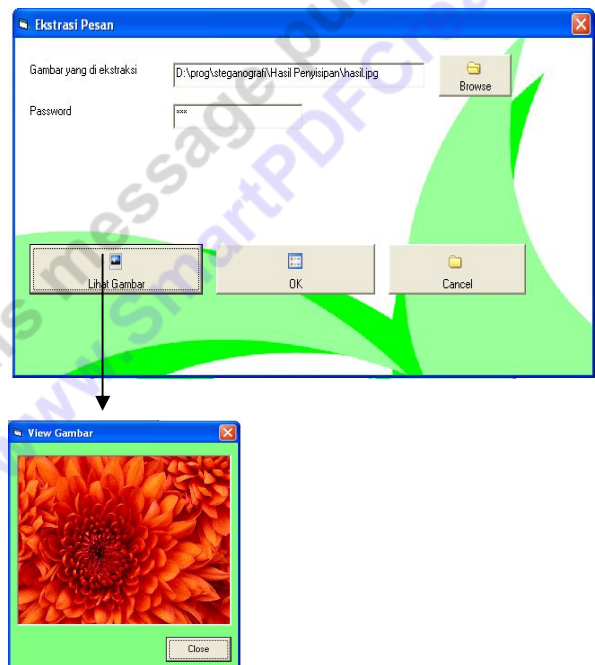 Ekstrasi Pesan
Gambar yang di ekstraksi
D:\prog\steganografi\Hasil Penyisipan\hasil.jpg
Browse
Password
xxx
Lihat Gambar
OK
Cancel
View Gambar
Close